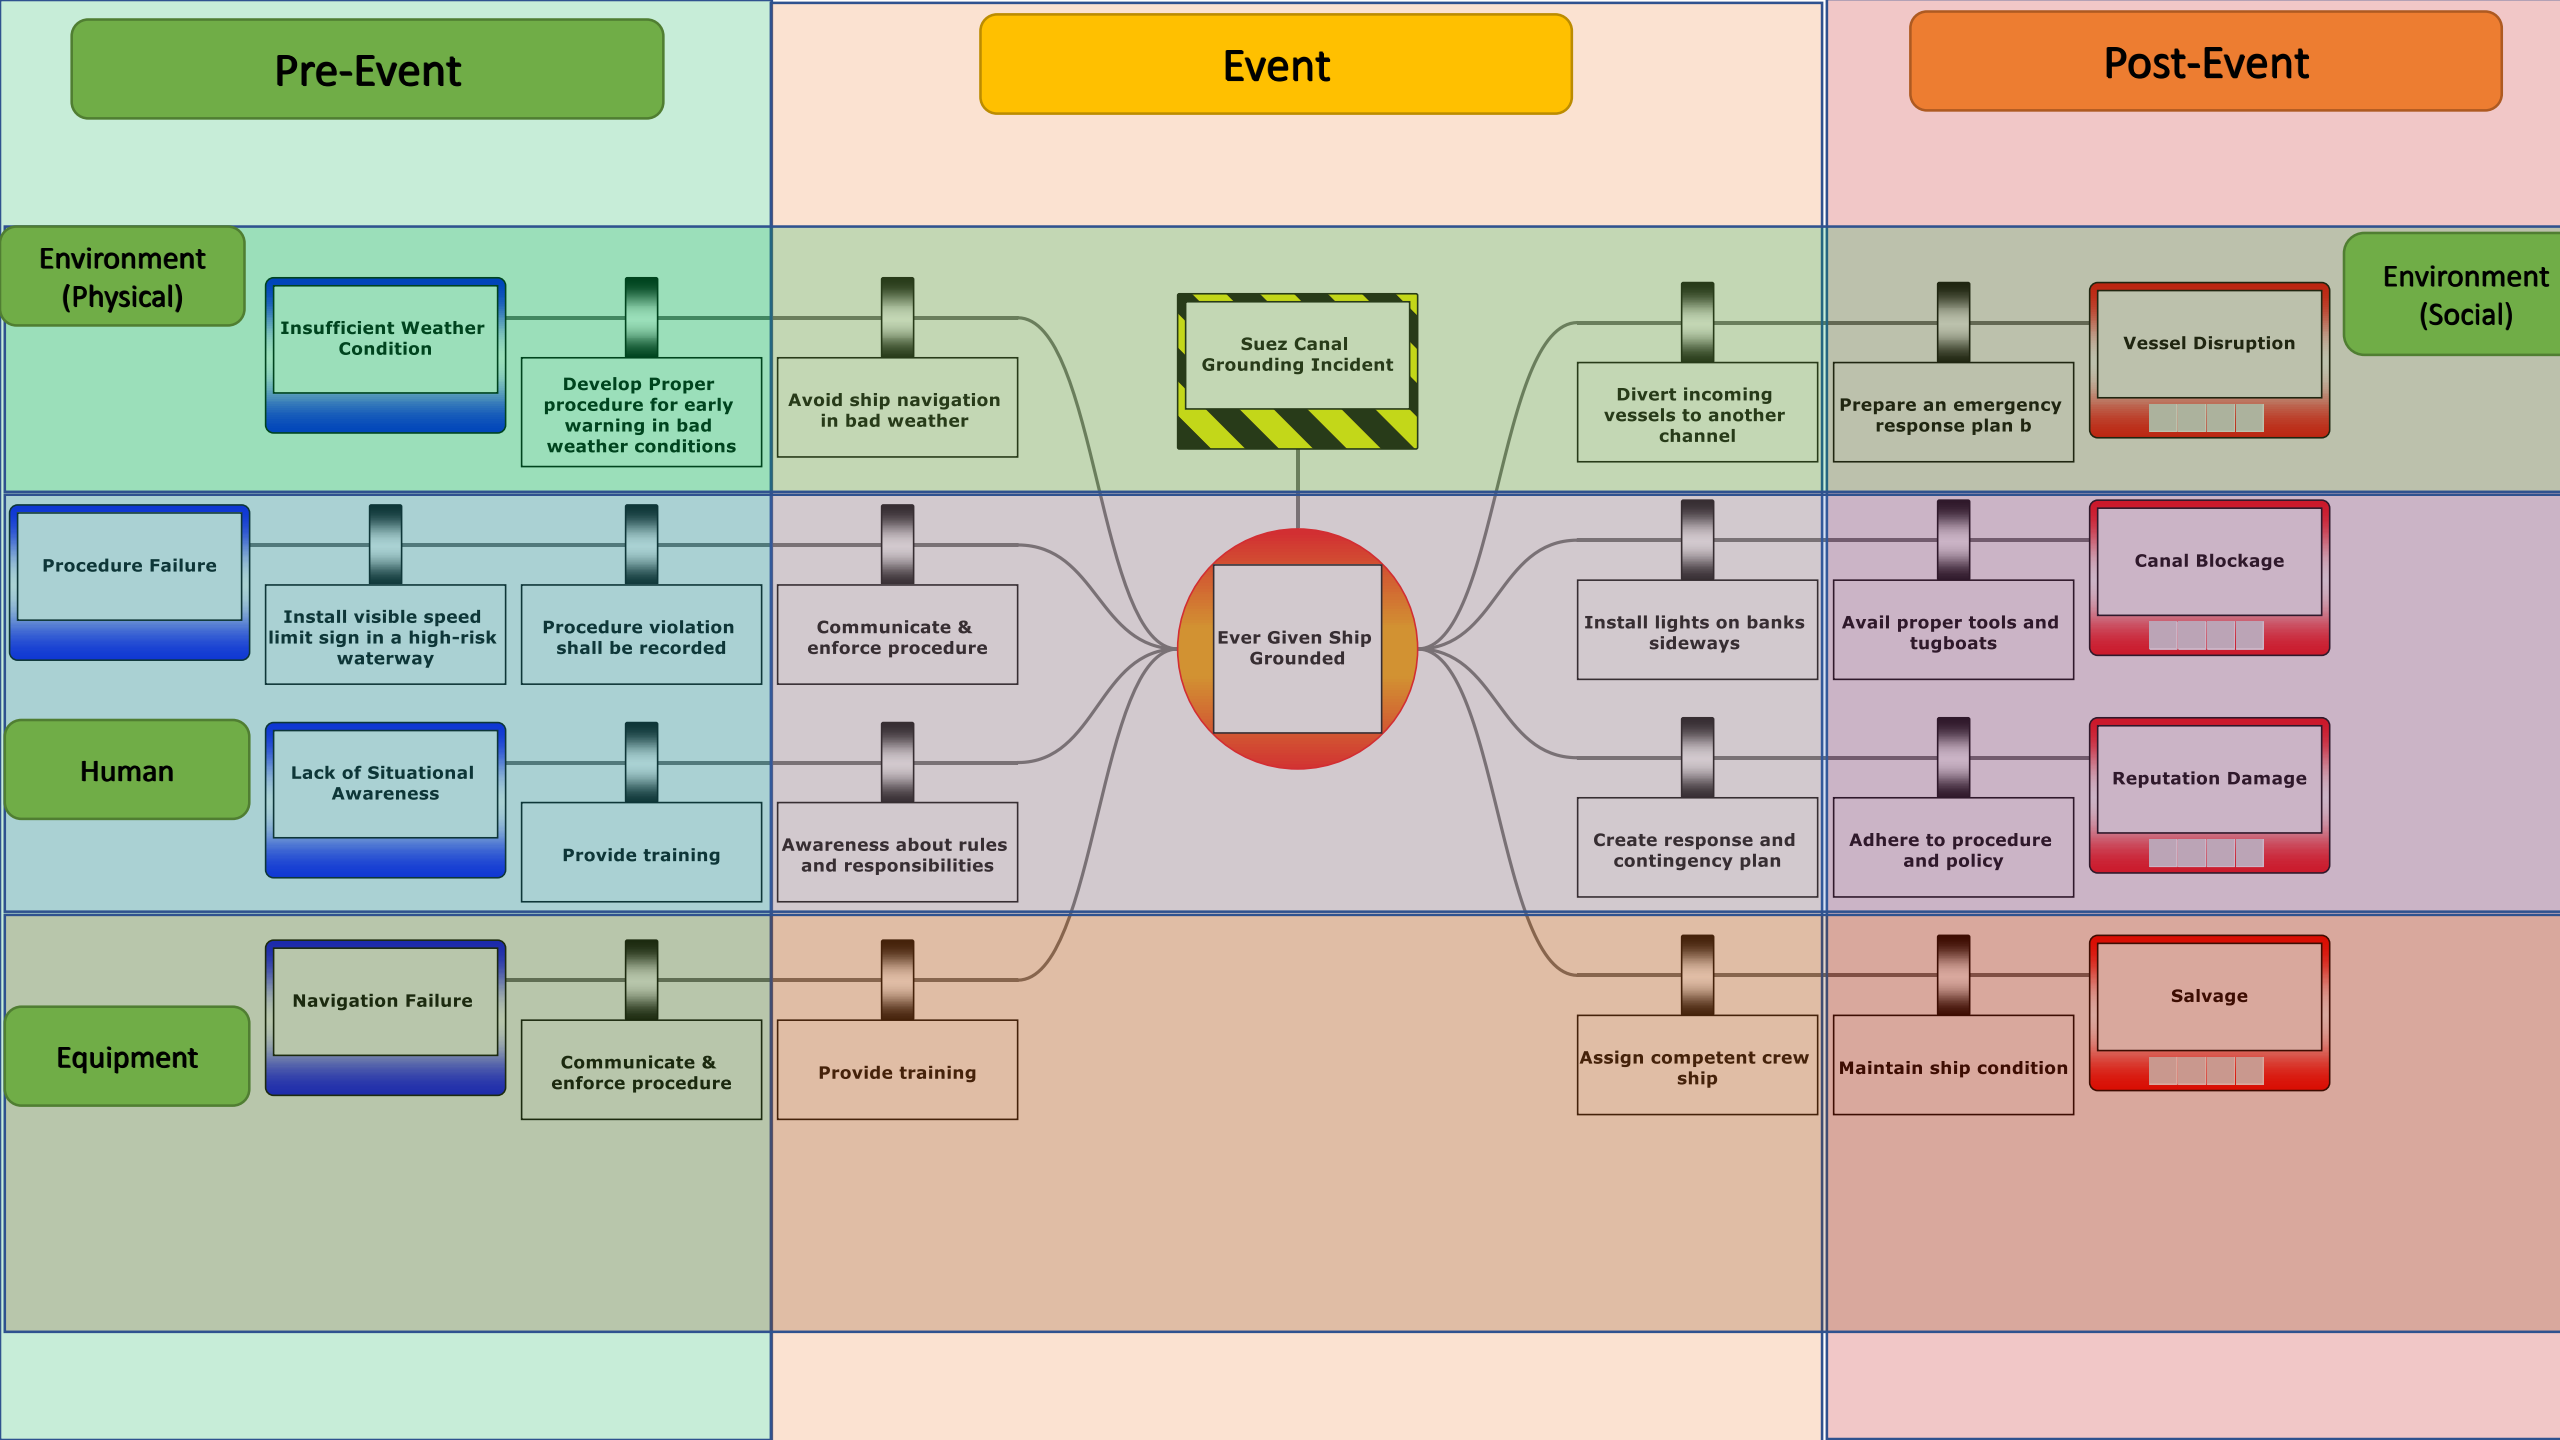 Pre-Event
Event
Post-Event
Environment
(Physical)
Insufficient Weather
Condition
Develop Proper
procedure for early
warning in bad
weather conditions
Avoid ship navigation
in bad weather
Suez Canal
Grounding Incident
Divert incoming
vessels to another
channel
Prepare an emergency
response plan b
Vessel Disruption
Environment
(Social)
Procedure Failure
Install visible speed
limit sign in a high-risk
waterway
Procedure violation
shall be recorded
Communicate &
enforce procedure
Ever Given Ship
Grounded
Install lights on banks
sideways
Avail proper tools and
tugboats
Canal Blockage
Human
Lack of Situational
Awareness
Provide training
Awareness about rules
and responsibilities
Create response and
contingency plan
Adhere to procedure
and policy
Reputation Damage
Equipment
Navigation Failure
Communicate &
enforce procedure
Provide training
Assign competent crew
ship
Maintain ship condition
Salvage